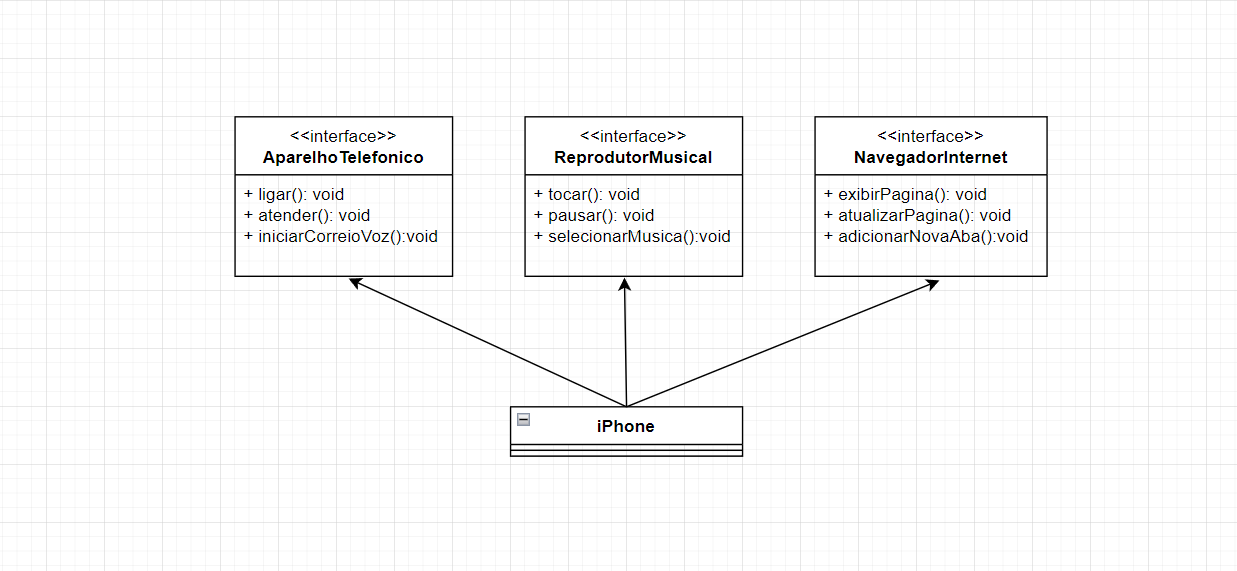 <<interface>>
AparelhoTelefonico
+ ligar(): void
+ atender(): void
+ iniciarCorreioVoz():void
<<interface>>
ReprodutorMusical
+ tocar(): void
+ pausar(): void
+ selecionarMusica():void
<<interface>>
NavegadorInternet
+ exibirPagina(): void
+ atualizarPagina(): void
+ adicionarNovaAba():void
iPhone